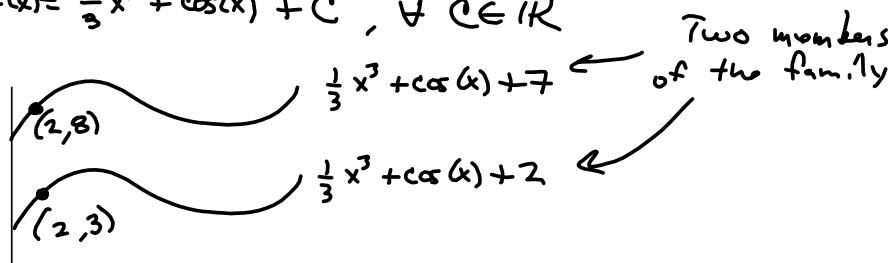 F(x) = 1/3 x³ + cos(x) + C , ∀ C∈ℝ
Two members
of the family
1/3 x³ + cos(x) + 7
(2,8)
1/3 x³ + cos(x) + 2
(2,3)